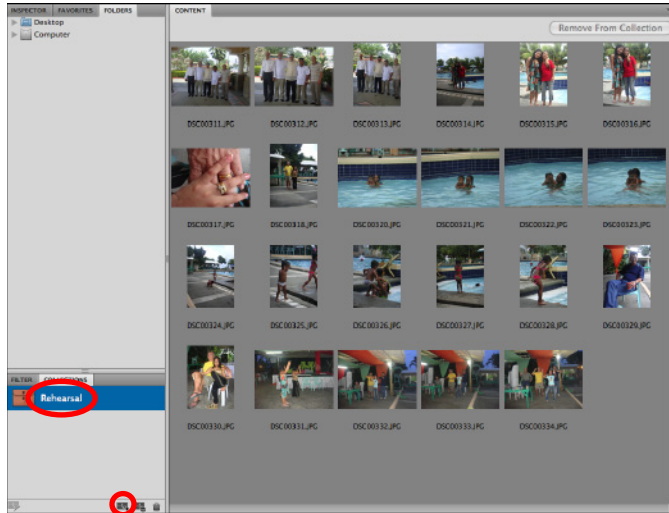 INSPECTOR FAVORITES FOLDERS
Desktop
Computer
CONTENT
Remove From Collection
DSC00311.JPG DSC00312.JPG DSC00313.JPG DSC00314.JPG DSC00315.JPG DSC00316.JPG
DSC00317.JPG DSC00318.JPG DSC00320.JPG DSC00321.JPG DSC00322.JPG DSC00323.JPG
DSC00324.JPG DSC00325.JPG DSC00326.JPG DSC00327.JPG DSC00328.JPG DSC00329.JPG
DSC00330.JPG DSC00331.JPG DSC00332.JPG DSC00333.JPG DSC00334.JPG
FILTER COLLECTIONS
Rehearsal